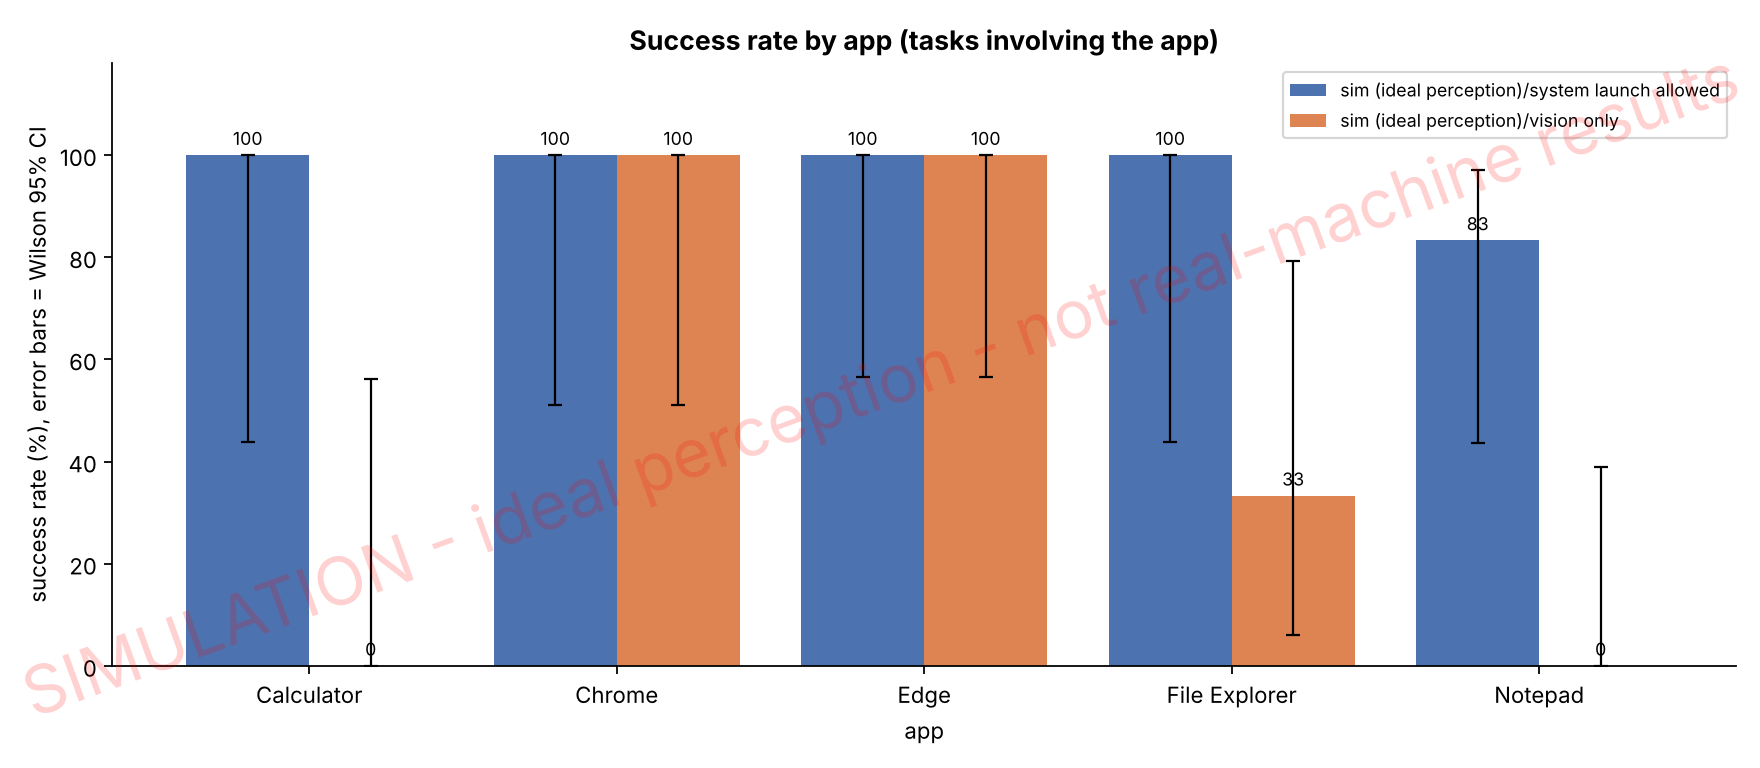 Success rate by app (tasks involving the app)
sim (ideal perception)/system launch allowed
sim (ideal perception)/vision only
success rate (%), error bars = Wilson 95% CI
100
80
60
40
20
0
100
0
100
100
100
100
100
33
83
0
Calculator
Chrome
Edge
File Explorer
Notepad
app
SIMULATION - ideal perception - not real-machine results